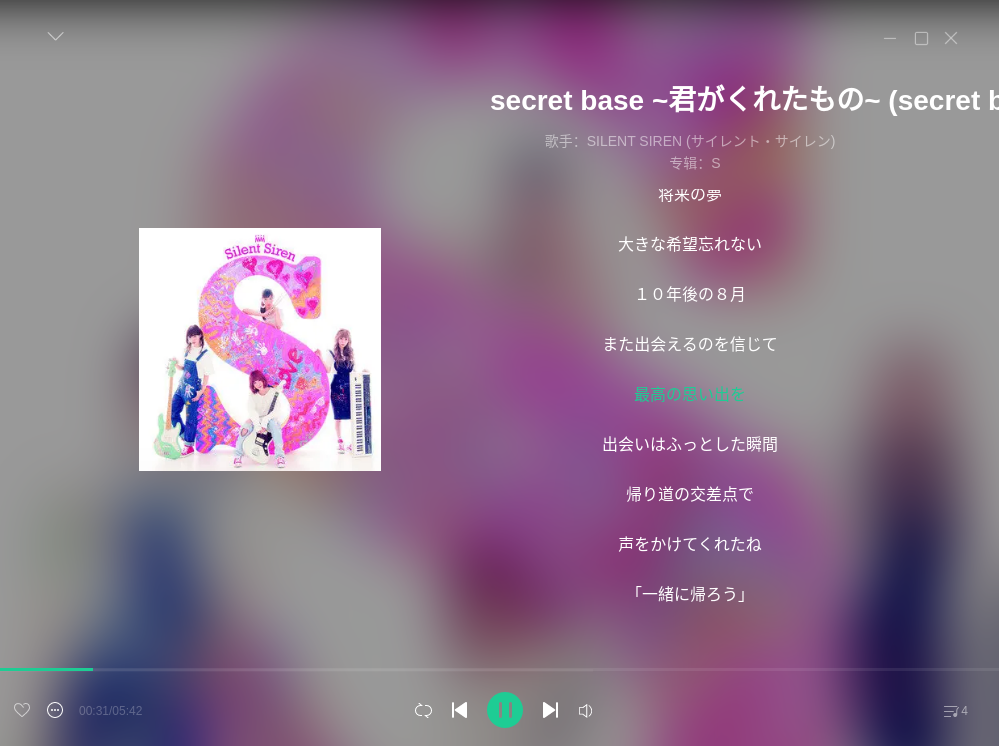 secret base ~君がくれたもの~ (secret b
歌手：SILENT SIREN (サイレント・サイレン)
专辑：S
将来の夢
大きな希望忘れない
１０年後の８月
また出会えるのを信じて
最高の思い出を
出会いはふっとした瞬間
帰り道の交差点で
声をかけてくれたね
「一緒に帰ろう」
Silent Siren
Love
00:31/05:42
4